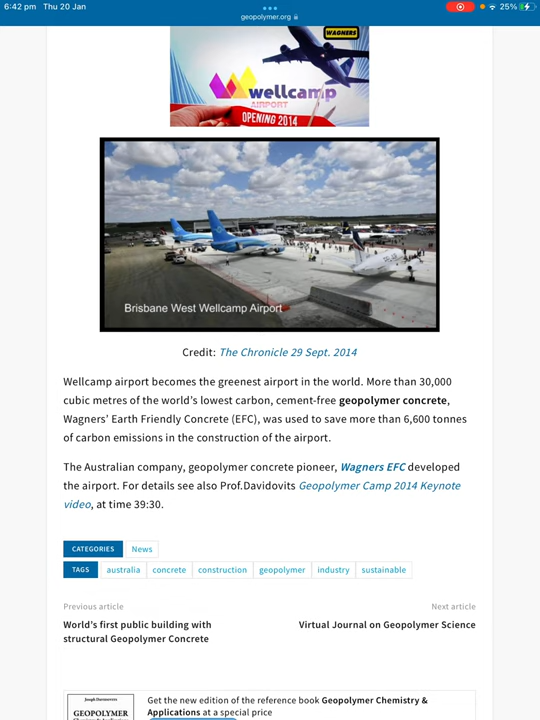 6:42 pm Thu 20 Jan
geopolymer.org
25%
WAGNERS
wellcamp
AIRPORT
OPENING 2014
Brisbane West Wellcamp Airport
Credit: The Chronicle 29 Sept. 2014
Wellcamp airport becomes the greenest airport in the world. More than 30,000
cubic metres of the world's lowest carbon, cement-free geopolymer concrete,
Wagners' Earth Friendly Concrete (EFC), was used to save more than 6,600 tonnes
of carbon emissions in the construction of the airport.
The Australian company, geopolymer concrete pioneer, Wagners EFC developed
the airport. For details see also Prof.Davidovits Geopolymer Camp 2014 Keynote
video, at time 39:30.
CATEGORIES News
TAGS australia concrete construction geopolymer industry sustainable
Previous article Next article
World's first public building with Virtual Journal on Geopolymer Science
structural Geopolymer Concrete
Joseph Davidovits
GEOPOLYMER
Get the new edition of the reference book Geopolymer Chemistry &
Applications at a special price